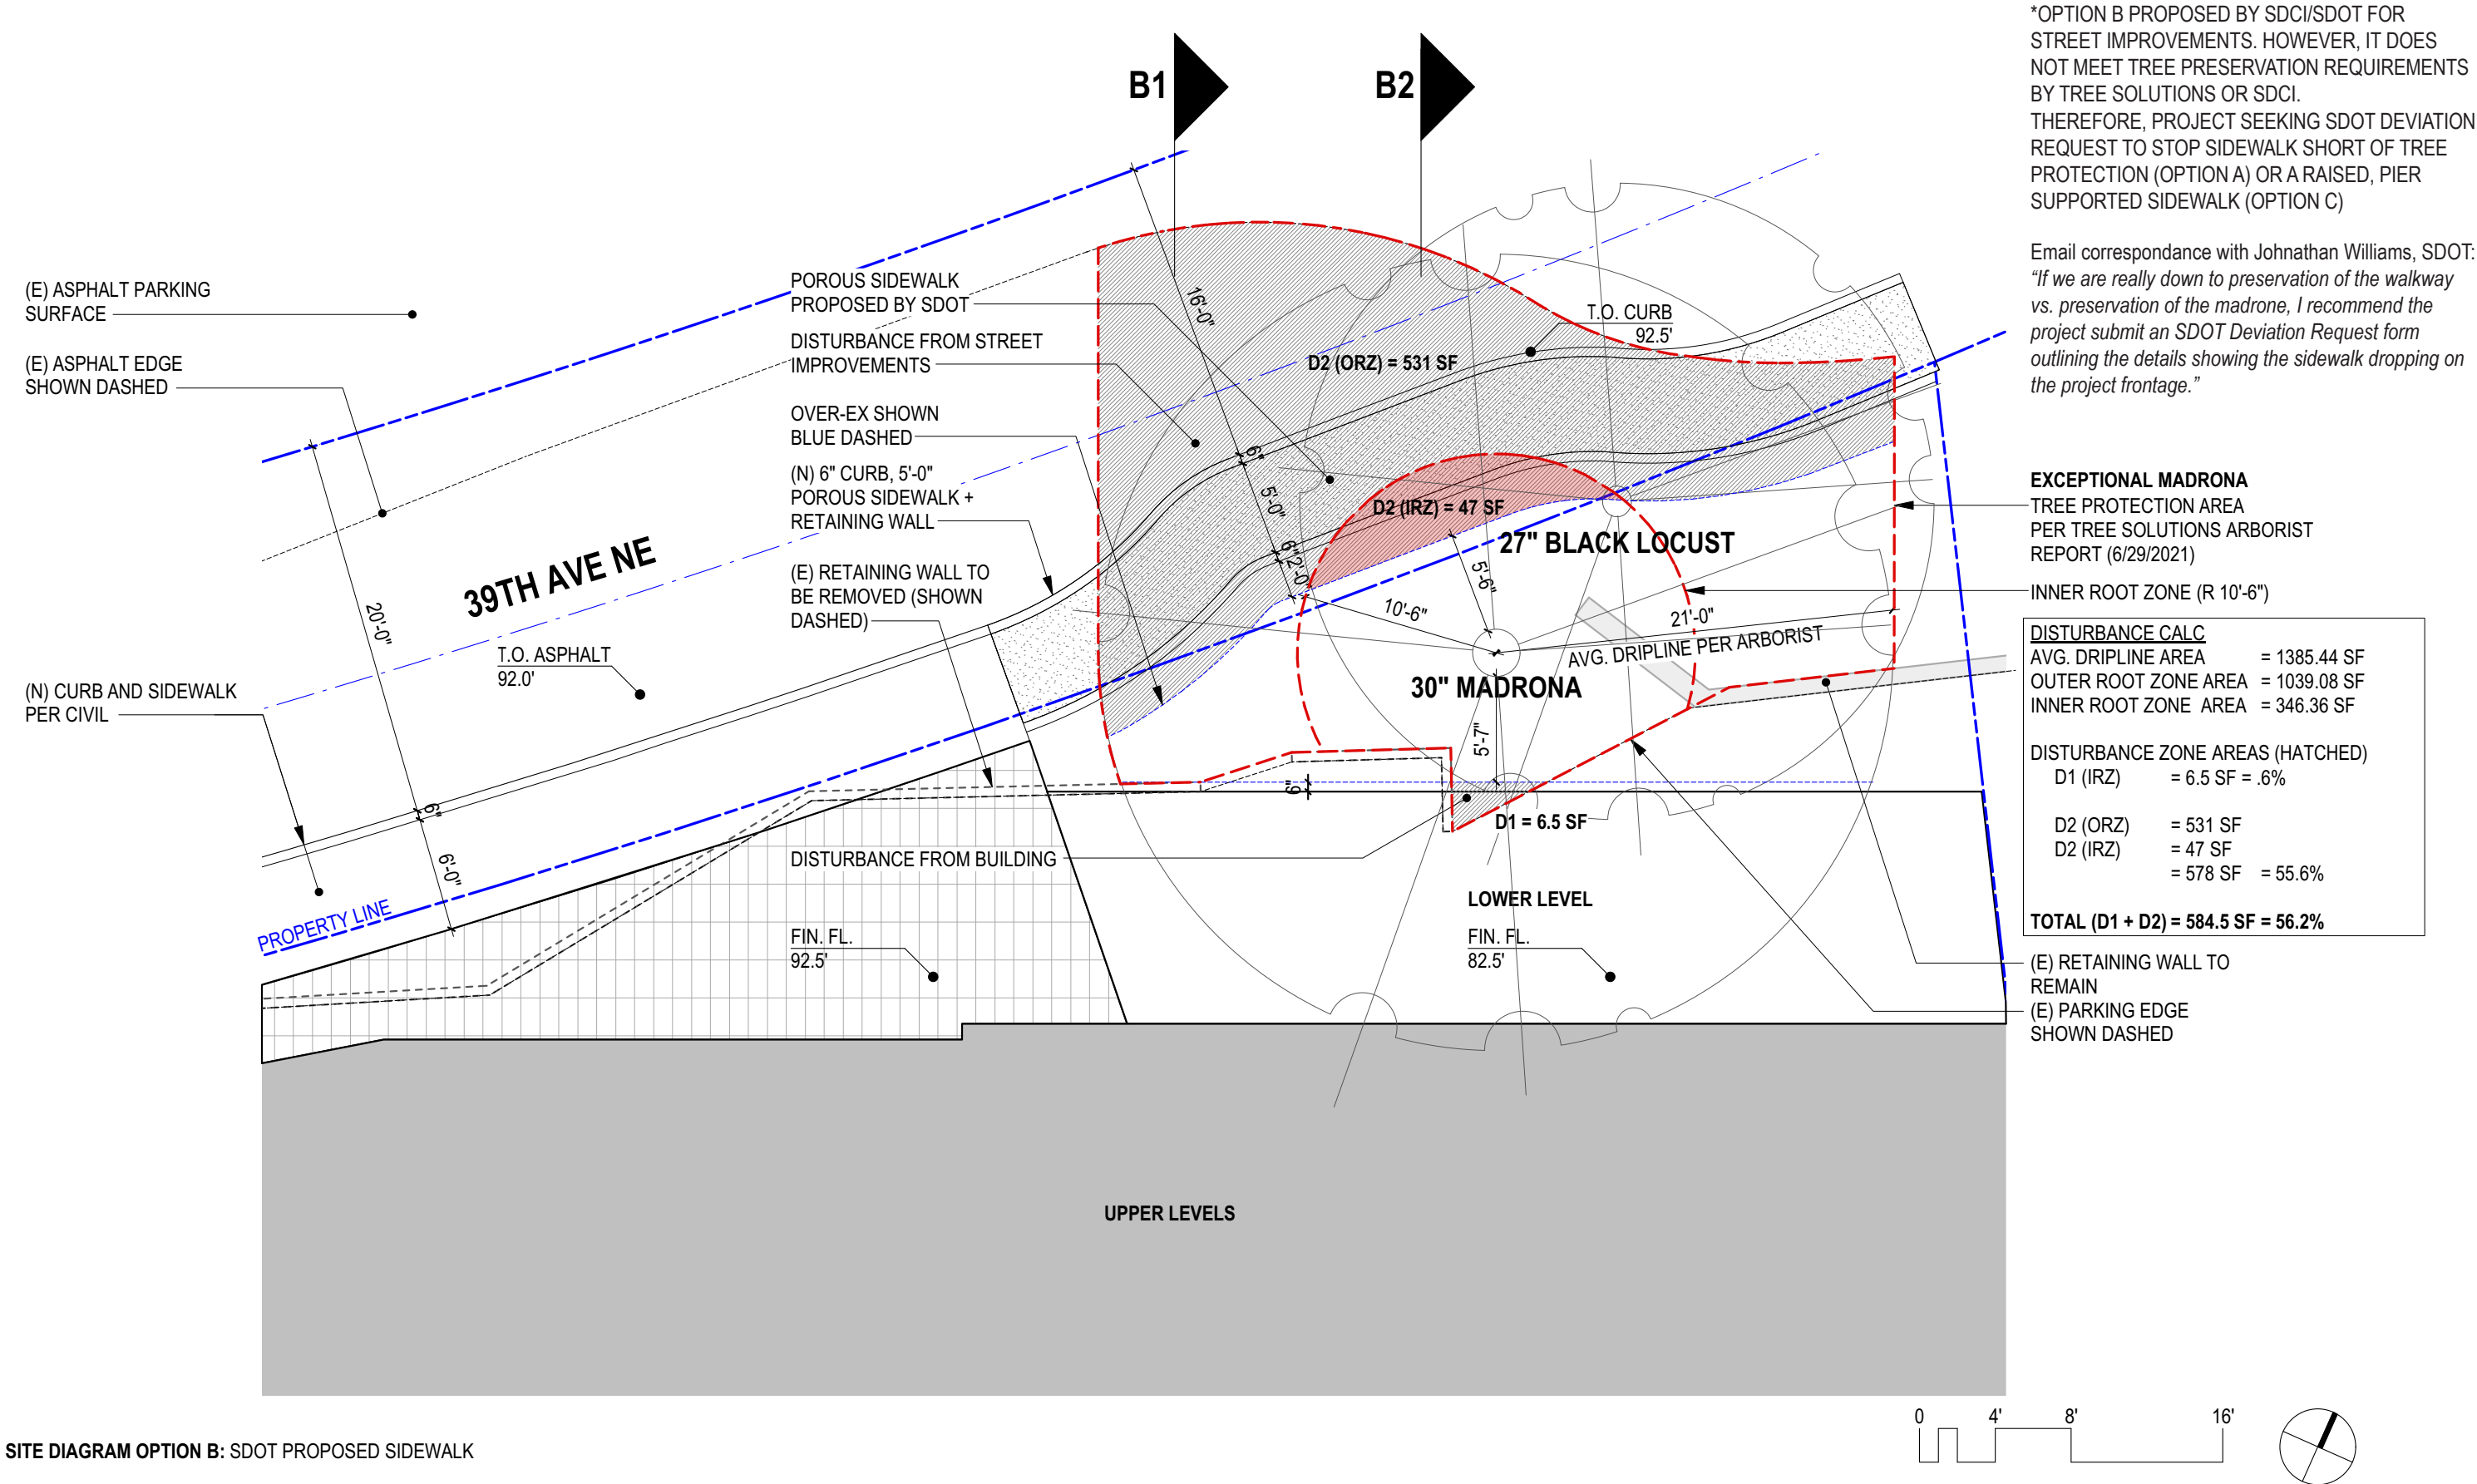 *OPTION B PROPOSED BY SDCI/SDOT FOR
STREET IMPROVEMENTS. HOWEVER, IT DOES
NOT MEET TREE PRESERVATION REQUIREMENTS
BY TREE SOLUTIONS OR SDCI.
THEREFORE, PROJECT SEEKING SDOT DEVIATION
REQUEST TO STOP SIDEWALK SHORT OF TREE
PROTECTION (OPTION A) OR A RAISED, PIER
SUPPORTED SIDEWALK (OPTION C)
Email correspondance with Johnathan Williams, SDOT:
“If we are really down to preservation of the walkway
vs. preservation of the madrone, I recommend the
project submit an SDOT Deviation Request form
outlining the details showing the sidewalk dropping on
the project frontage.”
B1
B2
(E) ASPHALT PARKING
SURFACE
(E) ASPHALT EDGE
SHOWN DASHED
(N) CURB AND SIDEWALK
PER CIVIL
POROUS SIDEWALK
PROPOSED BY SDOT
DISTURBANCE FROM STREET
IMPROVEMENTS
OVER-EX SHOWN
BLUE DASHED
(N) 6" CURB, 5'-0"
POROUS SIDEWALK +
RETAINING WALL
(E) RETAINING WALL TO
BE REMOVED (SHOWN
DASHED)
39TH AVE NE
T.O. ASPHALT
92.0'
20'-0"
6"
6'-0"
PROPERTY LINE
16'-0"
6"
5'-0"
6"
2'-0"
T.O. CURB
92.5'
D2 (ORZ) = 531 SF
D2 (IRZ) = 47 SF
27" BLACK LOCUST
5'-6"
10'-6"
21'-0"
AVG. DRIPLINE PER ARBORIST
30" MADRONA
5'-7"
6"
D1 = 6.5 SF
DISTURBANCE FROM BUILDING
LOWER LEVEL
FIN. FL.
92.5'
FIN. FL.
82.5'
UPPER LEVELS
EXCEPTIONAL MADRONA
TREE PROTECTION AREA
PER TREE SOLUTIONS ARBORIST
REPORT (6/29/2021)
INNER ROOT ZONE (R 10'-6")
DISTURBANCE CALC
AVG. DRIPLINE AREA = 1385.44 SF
OUTER ROOT ZONE AREA = 1039.08 SF
INNER ROOT ZONE AREA = 346.36 SF
DISTURBANCE ZONE AREAS (HATCHED)
D1 (IRZ) = 6.5 SF = .6%
D2 (ORZ) = 531 SF
D2 (IRZ) = 47 SF
= 578 SF = 55.6%
TOTAL (D1 + D2) = 584.5 SF = 56.2%
(E) RETAINING WALL TO
REMAIN
(E) PARKING EDGE
SHOWN DASHED
0 4' 8' 16'
SITE DIAGRAM OPTION B: SDOT PROPOSED SIDEWALK